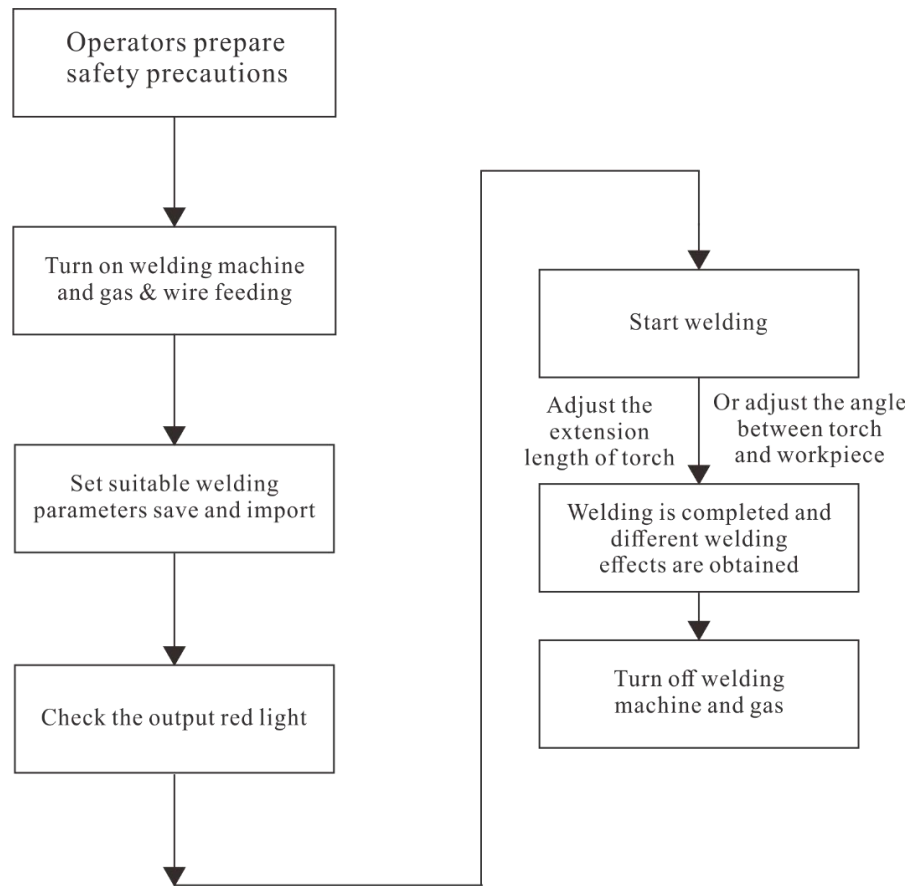 Operators prepare
safety precautions
Turn on welding machine
and gas & wire feeding
Set suitable welding
parameters save and import
Check the output red light
Start welding
Adjust the
extension
length of torch
Or adjust the angle
between torch
and workpiece
Welding is completed and
different welding
effects are obtained
Turn off welding
machine and gas